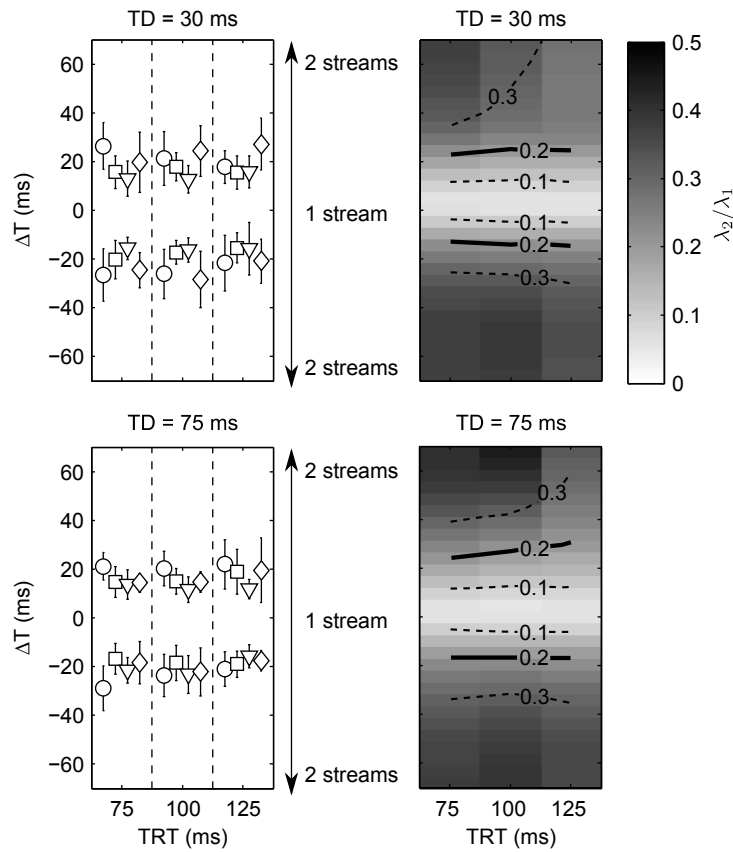 TD = 30 ms
TD = 30 ms
60
40
20
0
−20
−40
−60
ΔT (ms)
2 streams
1 stream
2 streams
0.3
0.2
0.1
0.1
0.2
0.3
0.5
0.4
0.3
0.2
0.1
0
λ2/λ1
TD = 75 ms
TD = 75 ms
60
40
20
0
−20
−40
−60
ΔT (ms)
2 streams
1 stream
2 streams
0.3
0.2
0.1
0.1
0.2
0.3
75 100 125
TRT (ms)
75 100 125
TRT (ms)